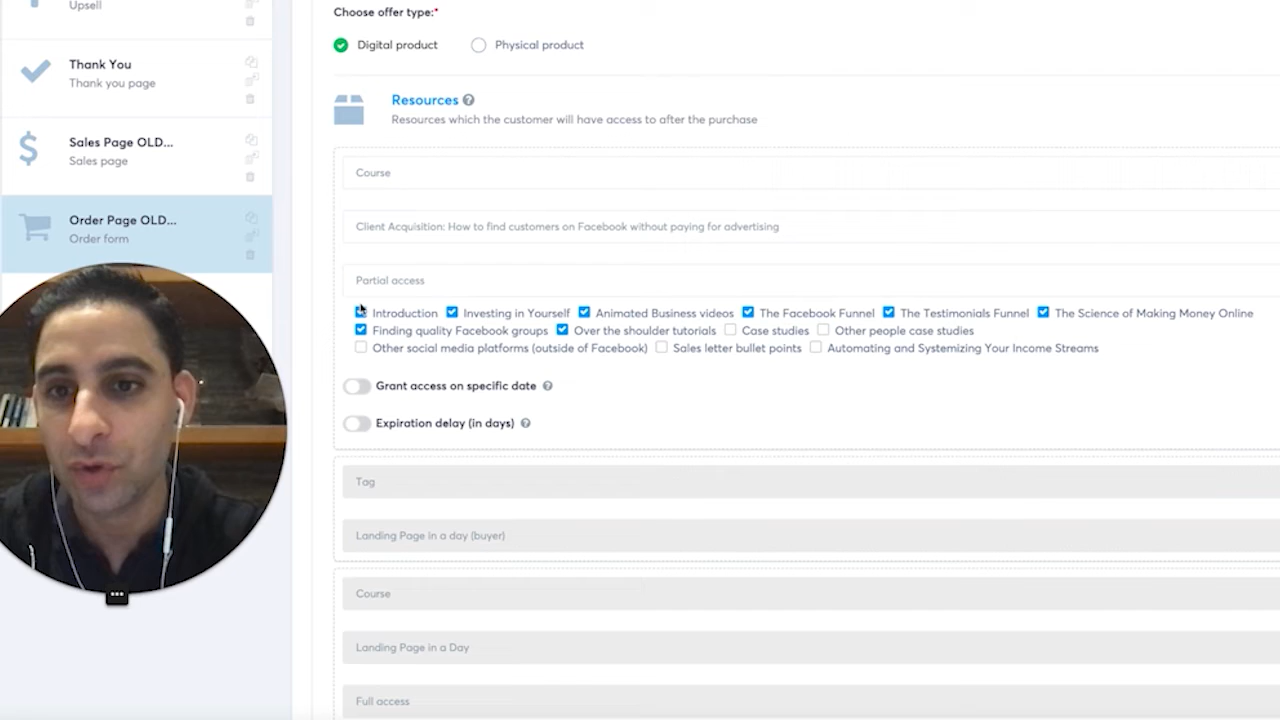 Upsell
Thank You
Thank you page
Sales Page OLD...
Sales page
Order Page OLD...
Order form
Choose offer type:*
Digital product Physical product
Resources ?
Resources which the customer will have access to after the purchase
Course
Client Acquisition: How to find customers on Facebook without paying for advertising
Partial access
Introduction Investing in Yourself Animated Business videos The Facebook Funnel The Testimonials Funnel The Science of Making Money Online
Finding quality Facebook groups Over the shoulder tutorials Case studies Other people case studies
Other social media platforms (outside of Facebook) Sales letter bullet points Automating and Systemizing Your Income Streams
Grant access on specific date ?
Expiration delay (in days) ?
Tag
Landing Page in a day (buyer)
Course
Landing Page in a Day
Full access